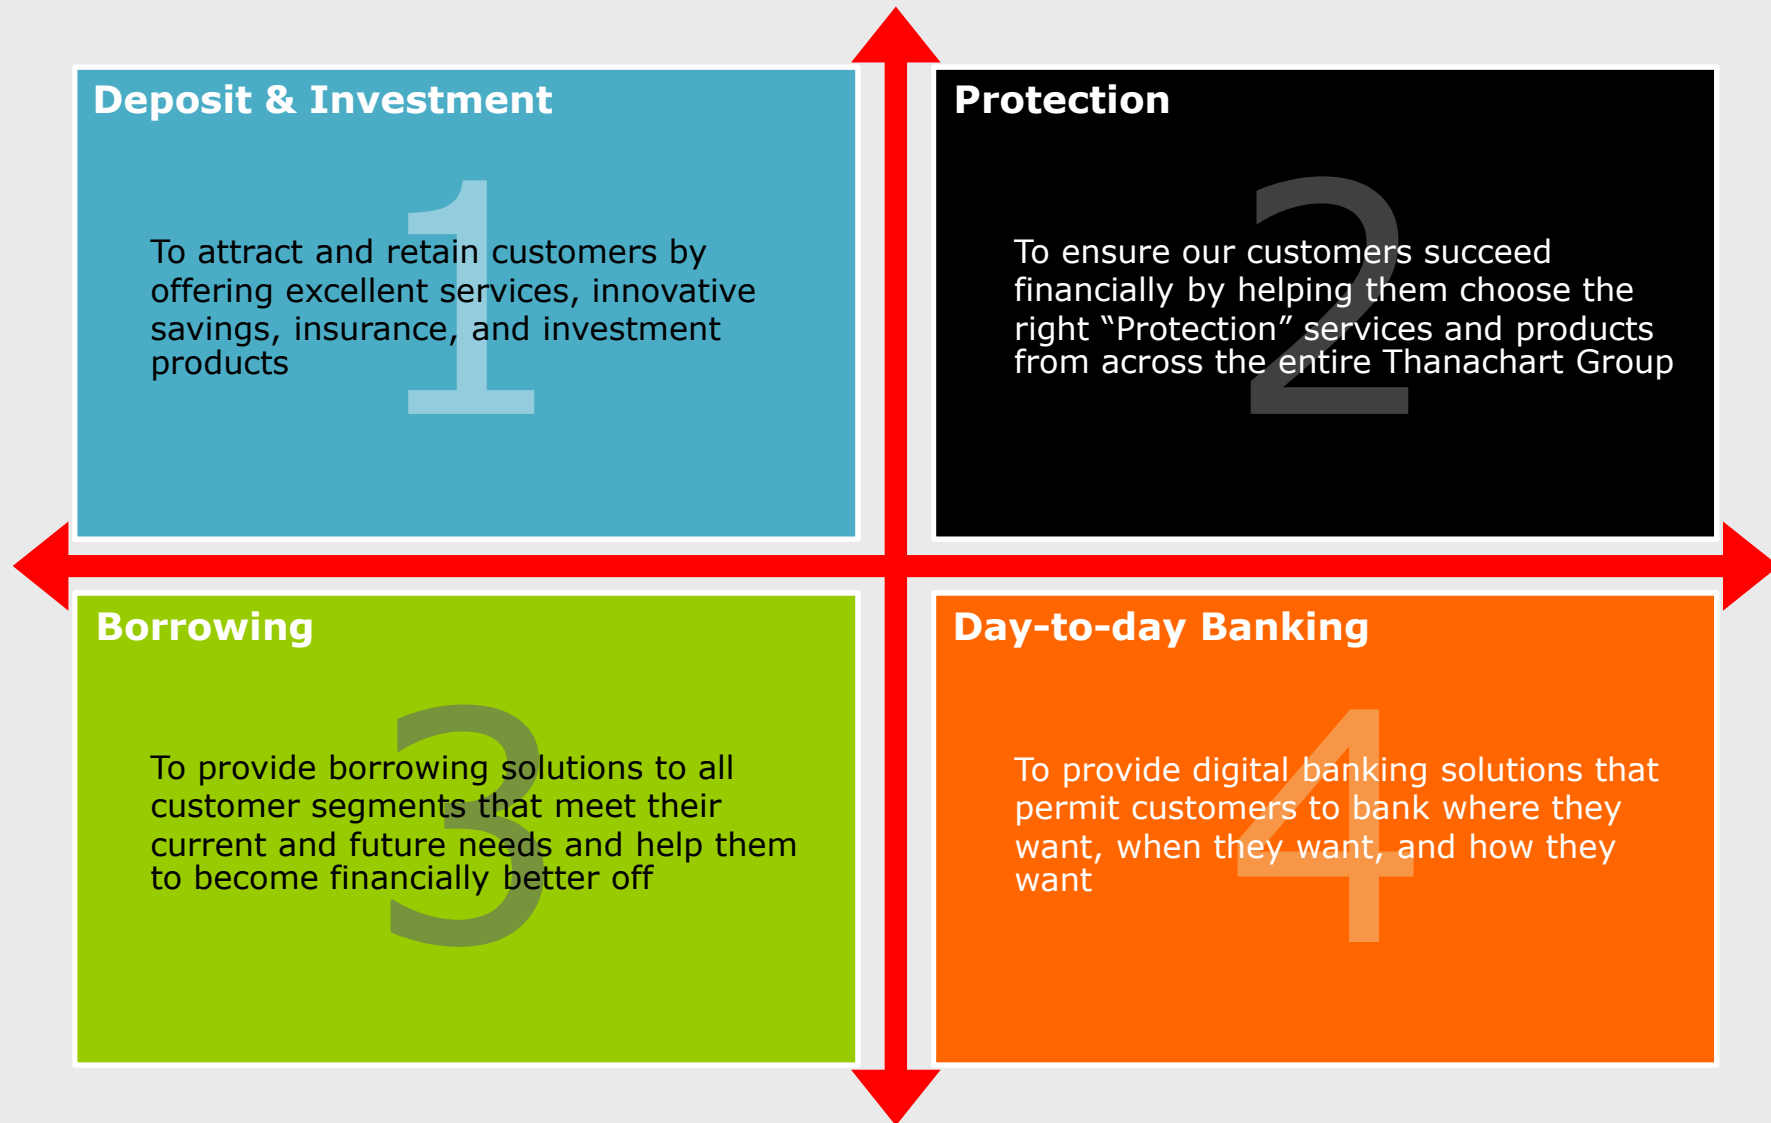 Deposit & Investment
1
To attract and retain customers by
offering excellent services, innovative
savings, insurance, and investment
products
Protection
2
To ensure our customers succeed
financially by helping them choose the
right “Protection” services and products
from across the entire Thanachart Group
Borrowing
3
To provide borrowing solutions to all
customer segments that meet their
current and future needs and help them
to become financially better off
Day-to-day Banking
4
To provide digital banking solutions that
permit customers to bank where they
want, when they want, and how they
want